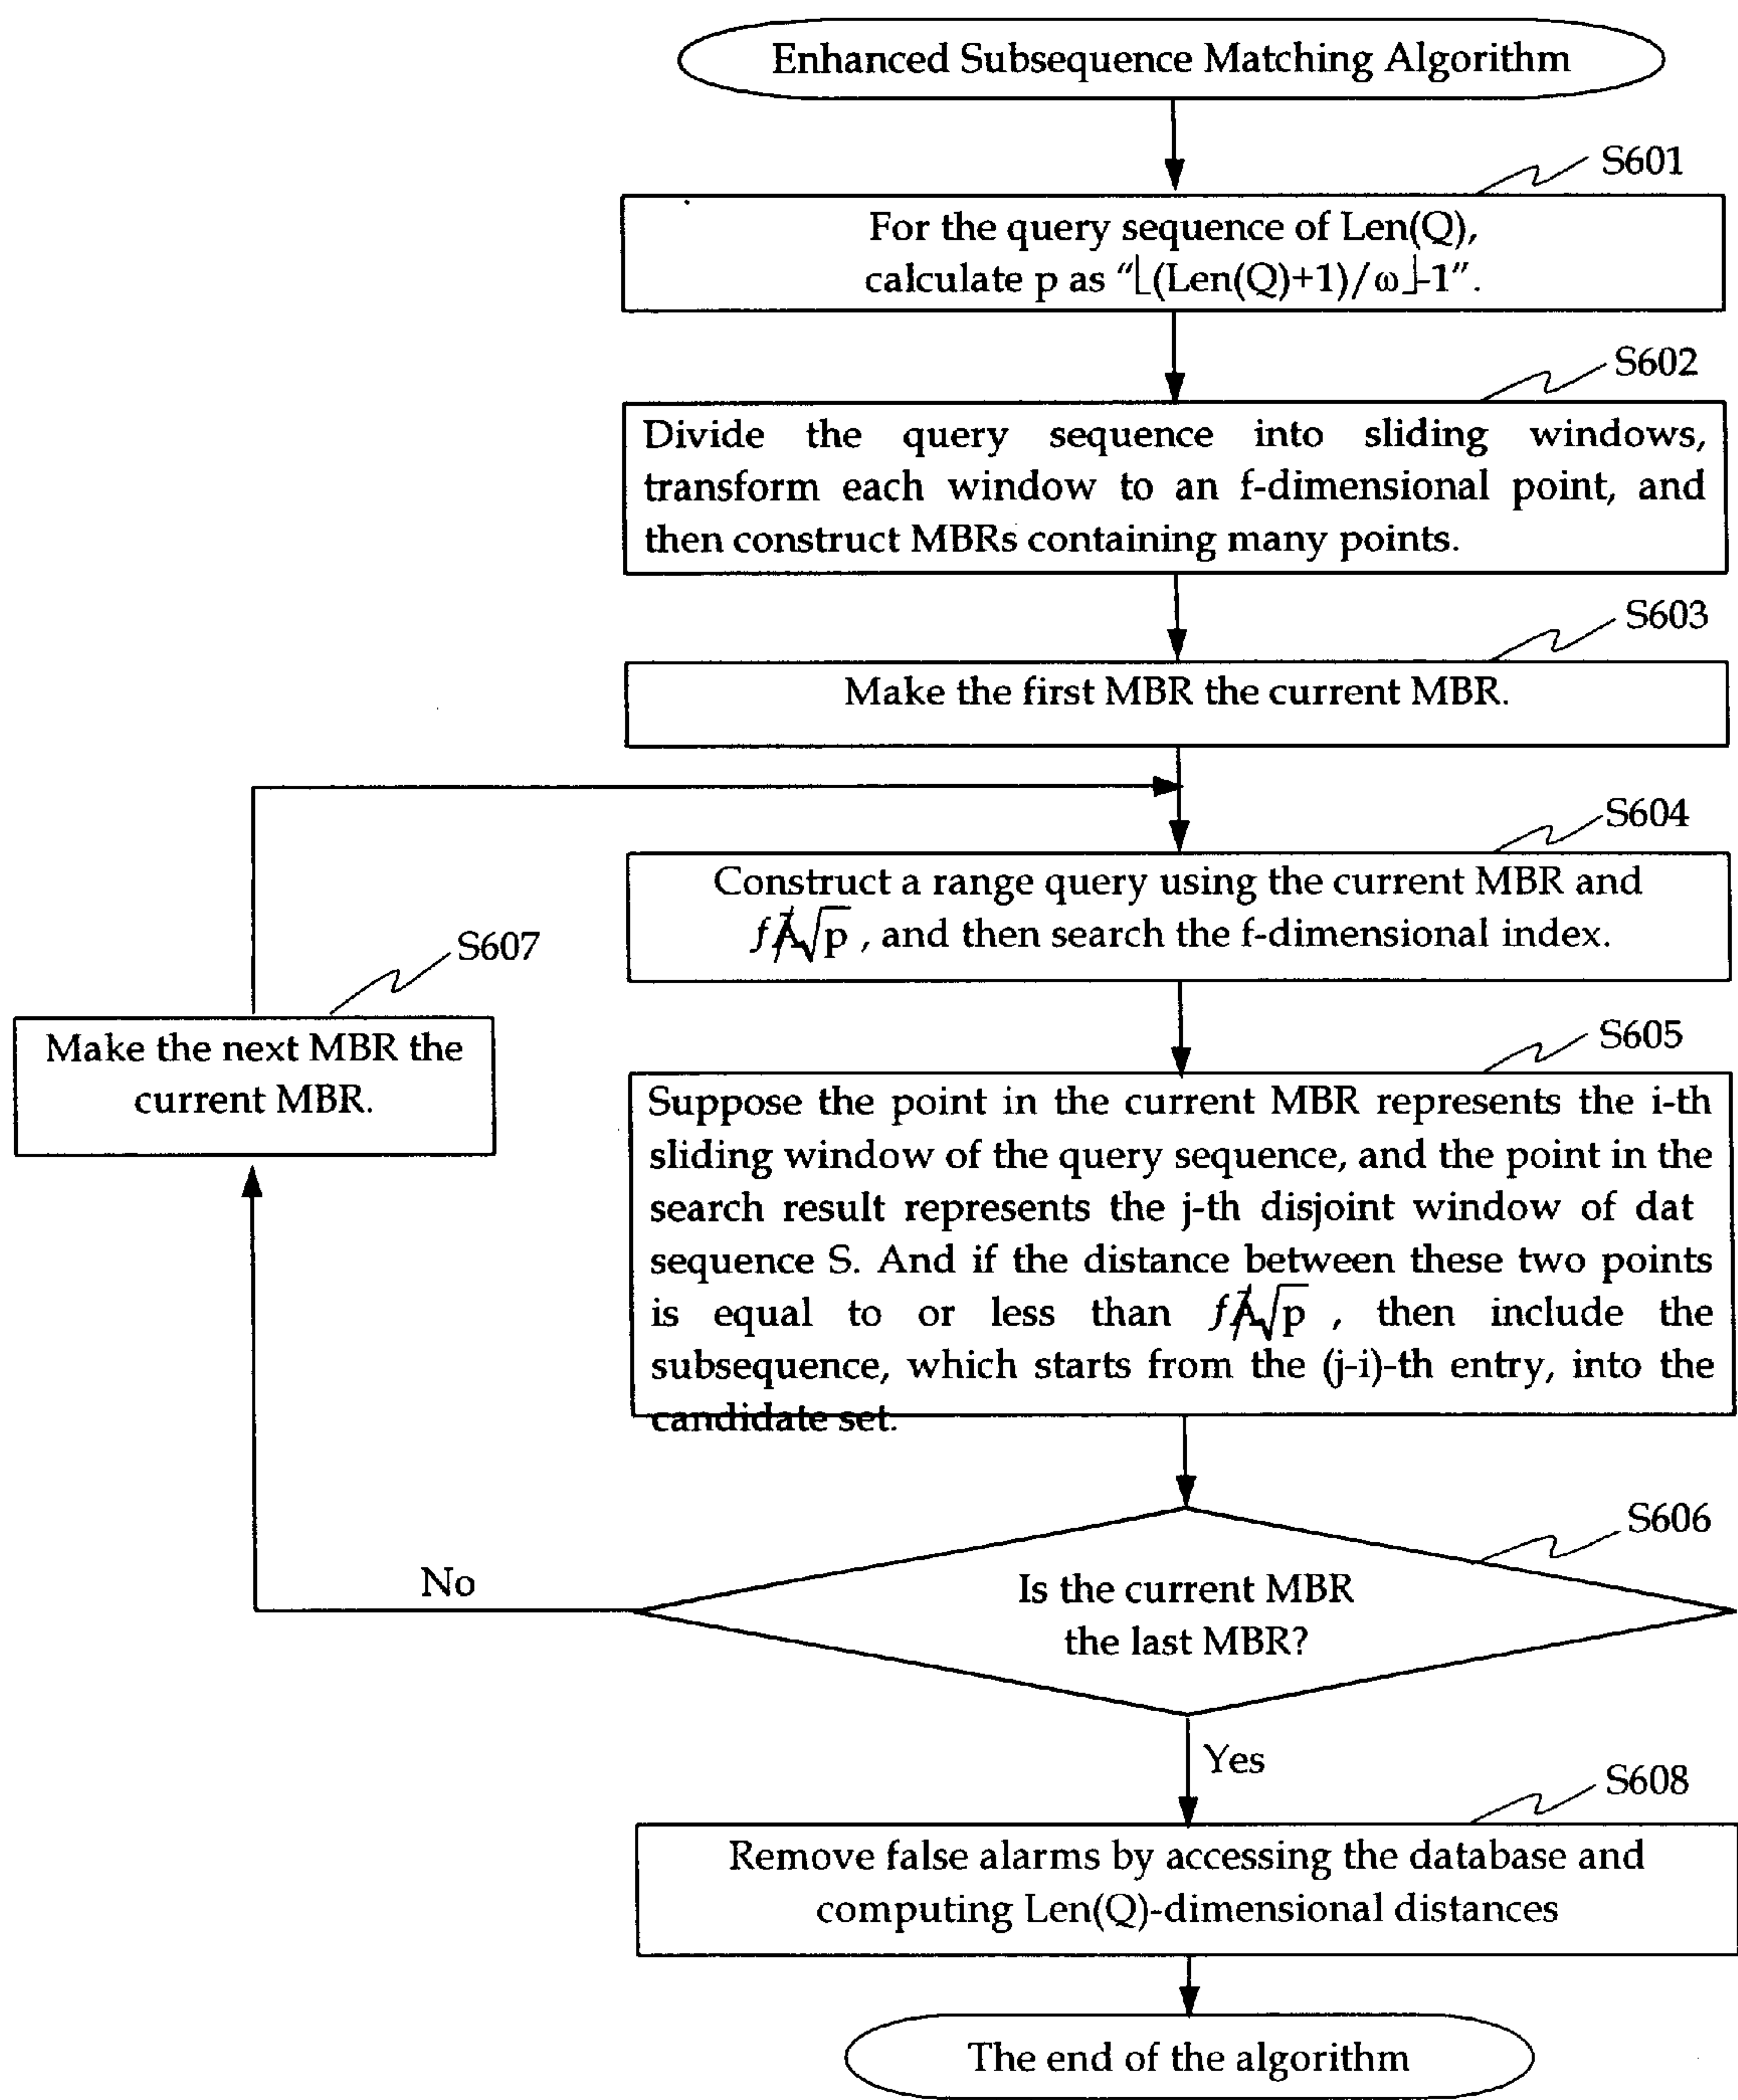 Enhanced Subsequence Matching Algorithm
S601
For the query sequence of Len(Q),
calculate p as “⌊(Len(Q)+1)/ω⌋-1”.
S602
Divide the query sequence into sliding windows,
transform each window to an f-dimensional point, and
then construct MBRs containing many points.
S603
Make the first MBR the current MBR.
S604
Construct a range query using the current MBR and
√p , and then search the f-dimensional index.
S607
Make the next MBR the
current MBR.
S605
Suppose the point in the current MBR represents the i-th
sliding window of the query sequence, and the point in the
search result represents the j-th disjoint window of dat
sequence S. And if the distance between these two points
is equal to or less than √p , then include the
subsequence, which starts from the (j-i)-th entry, into the
candidate set.
S606
No
Is the current MBR
the last MBR?
Yes
S608
Remove false alarms by accessing the database and
computing Len(Q)-dimensional distances
The end of the algorithm